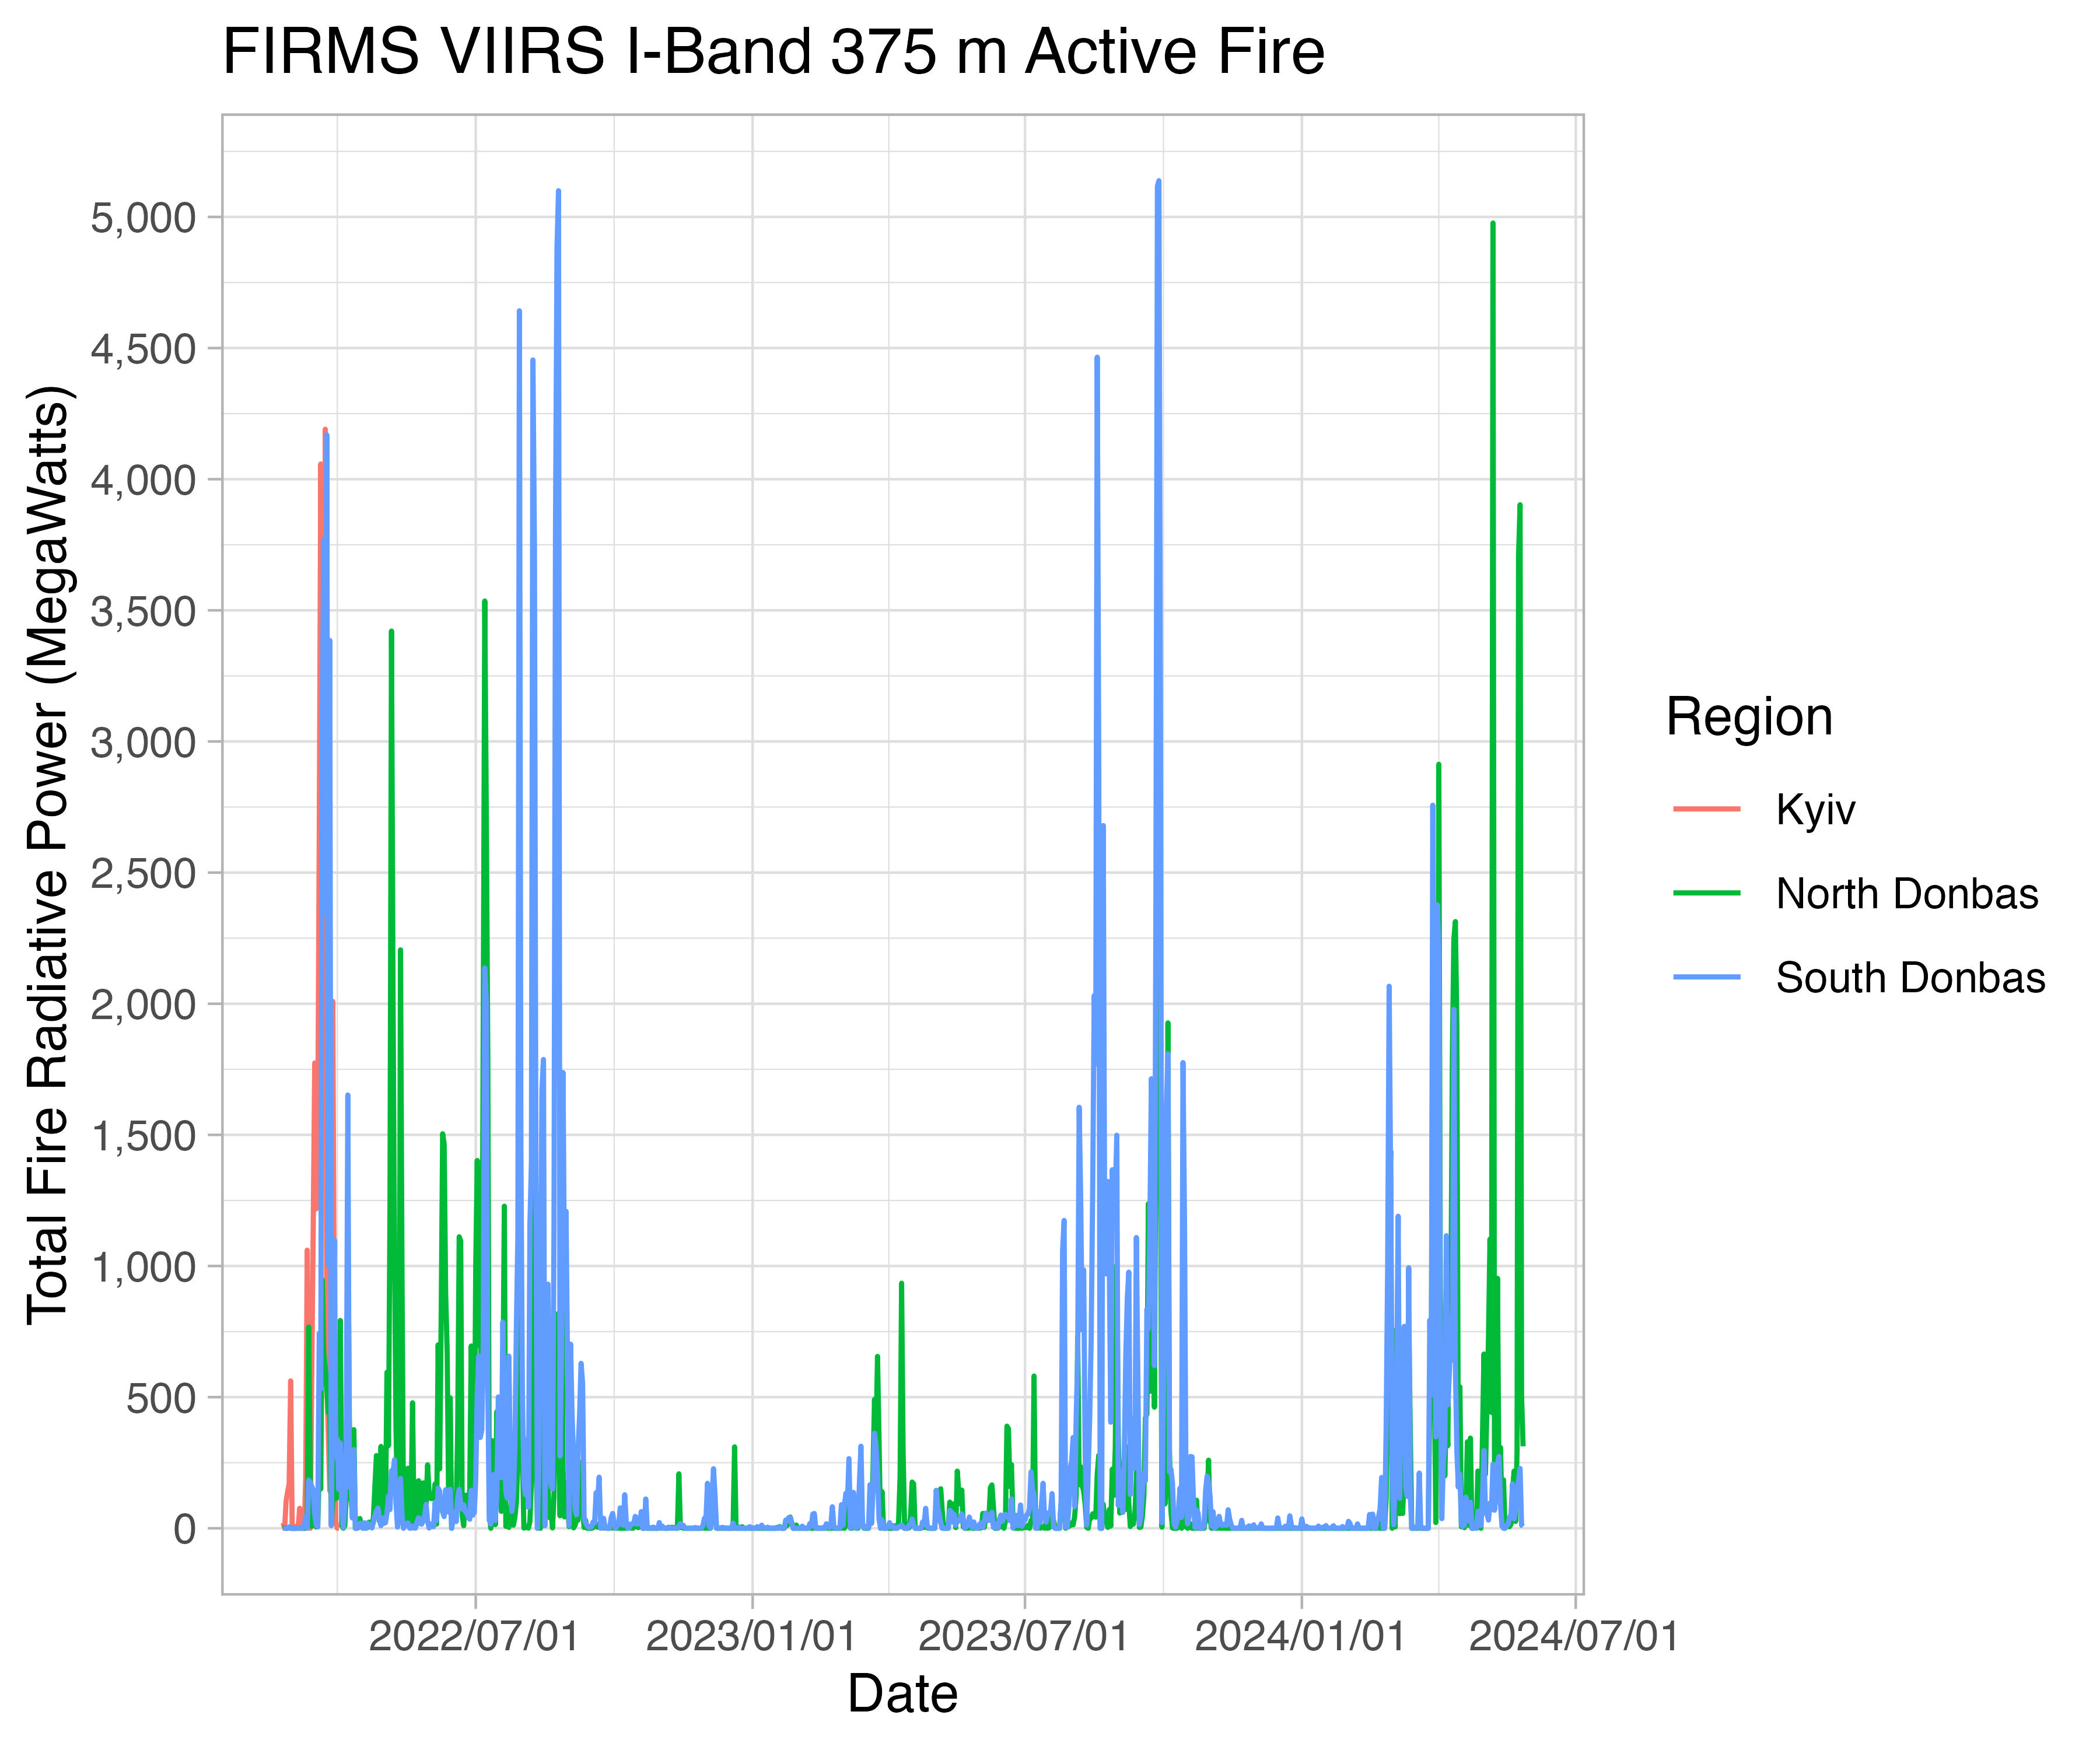 FIRMS VIIRS I-Band 375 m Active Fire
Total Fire Radiative Power (MegaWatts)
5,000
4,500
4,000
3,500
3,000
2,500
2,000
1,500
1,000
500
0
2022/07/01
2023/01/01
2023/07/01
2024/01/01
2024/07/01
Date
Region
Kyiv
North Donbas
South Donbas